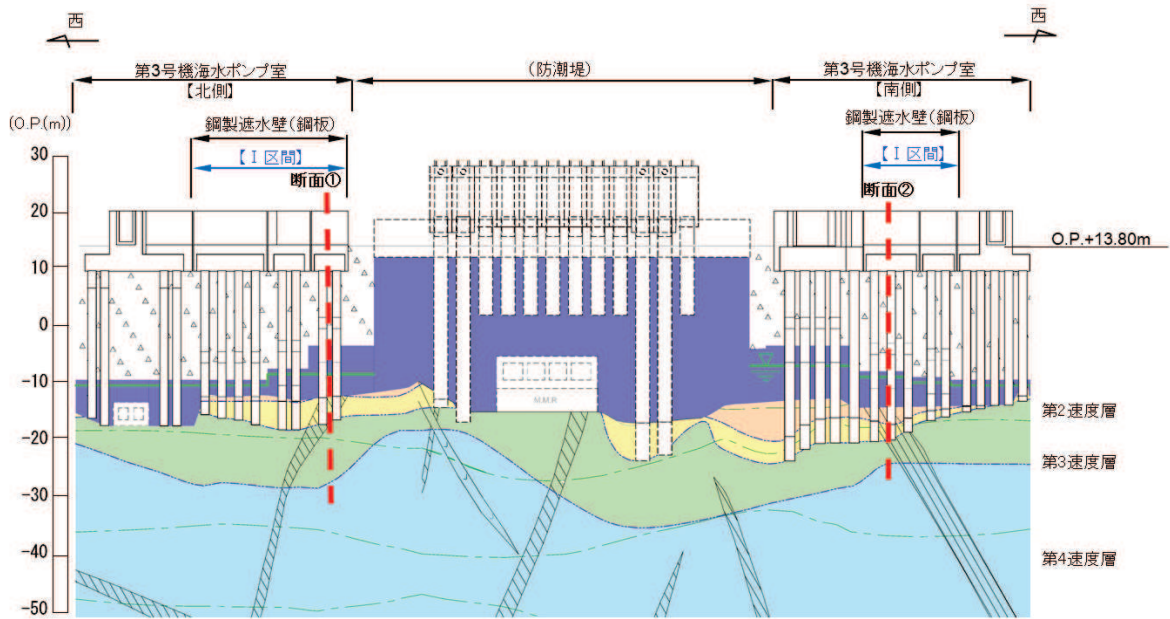 西
西
第3号機海水ポンプ室
【北側】
(防潮堤)
第3号機海水ポンプ室
【南側】
(O.P.(m))
鋼製遮水壁(鋼板)
【Ⅰ区間】
断面①
鋼製遮水壁(鋼板)
【Ⅰ区間】
断面②
30
20
10
0
-10
-20
-30
-40
-50
O.P.+13.80m
M.M.R
第2速度層
第3速度層
第4速度層